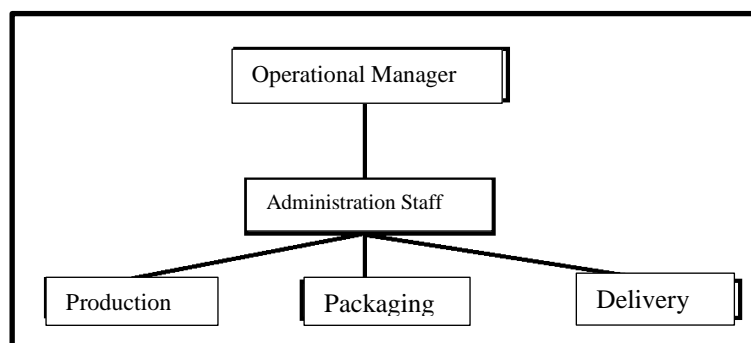 Operational Manager
Administration Staff
Production
Packaging
Delivery